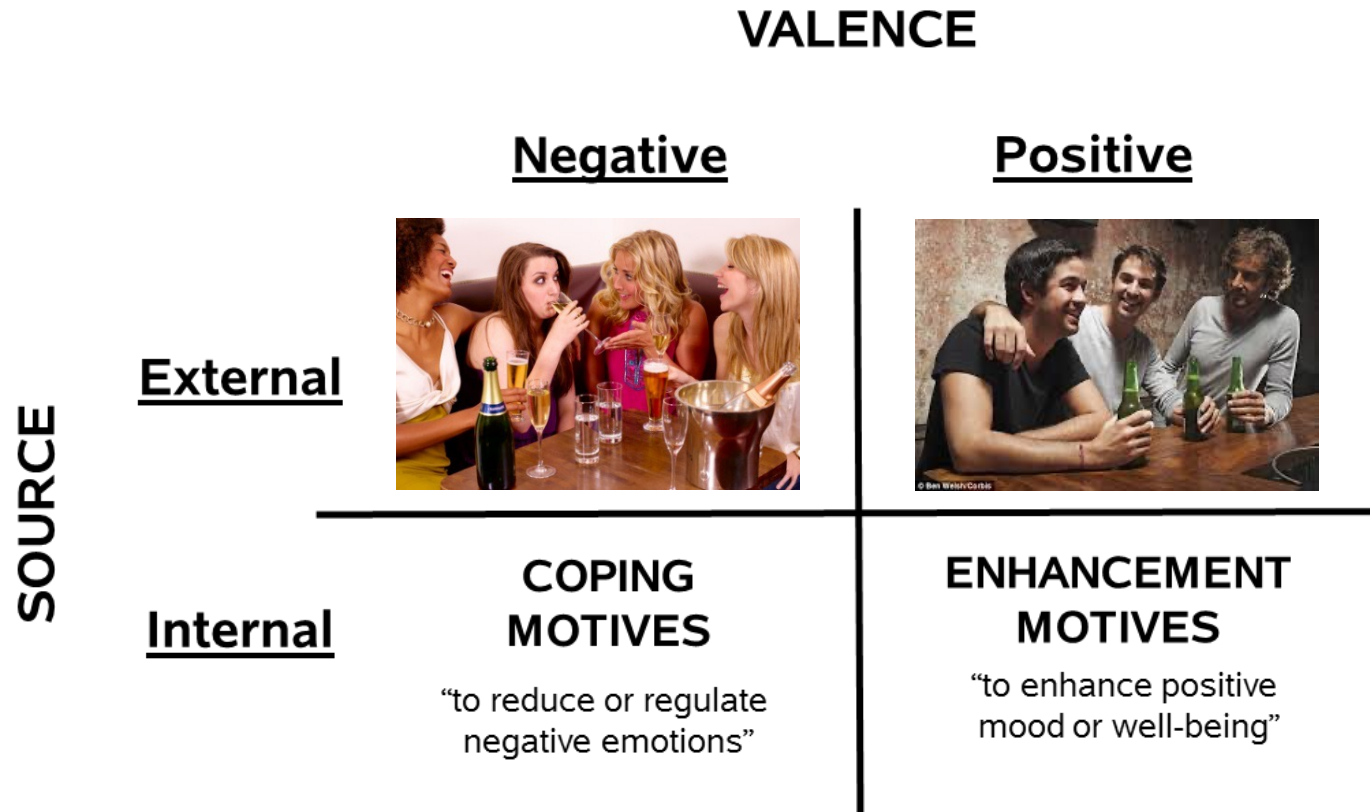 VALENCE
Negative
Positive
External
SOURCE
© Ben Welsh/Corbis
Internal
COPING
MOTIVES
“to reduce or regulate
negative emotions”
ENHANCEMENT
MOTIVES
“to enhance positive
mood or well-being”